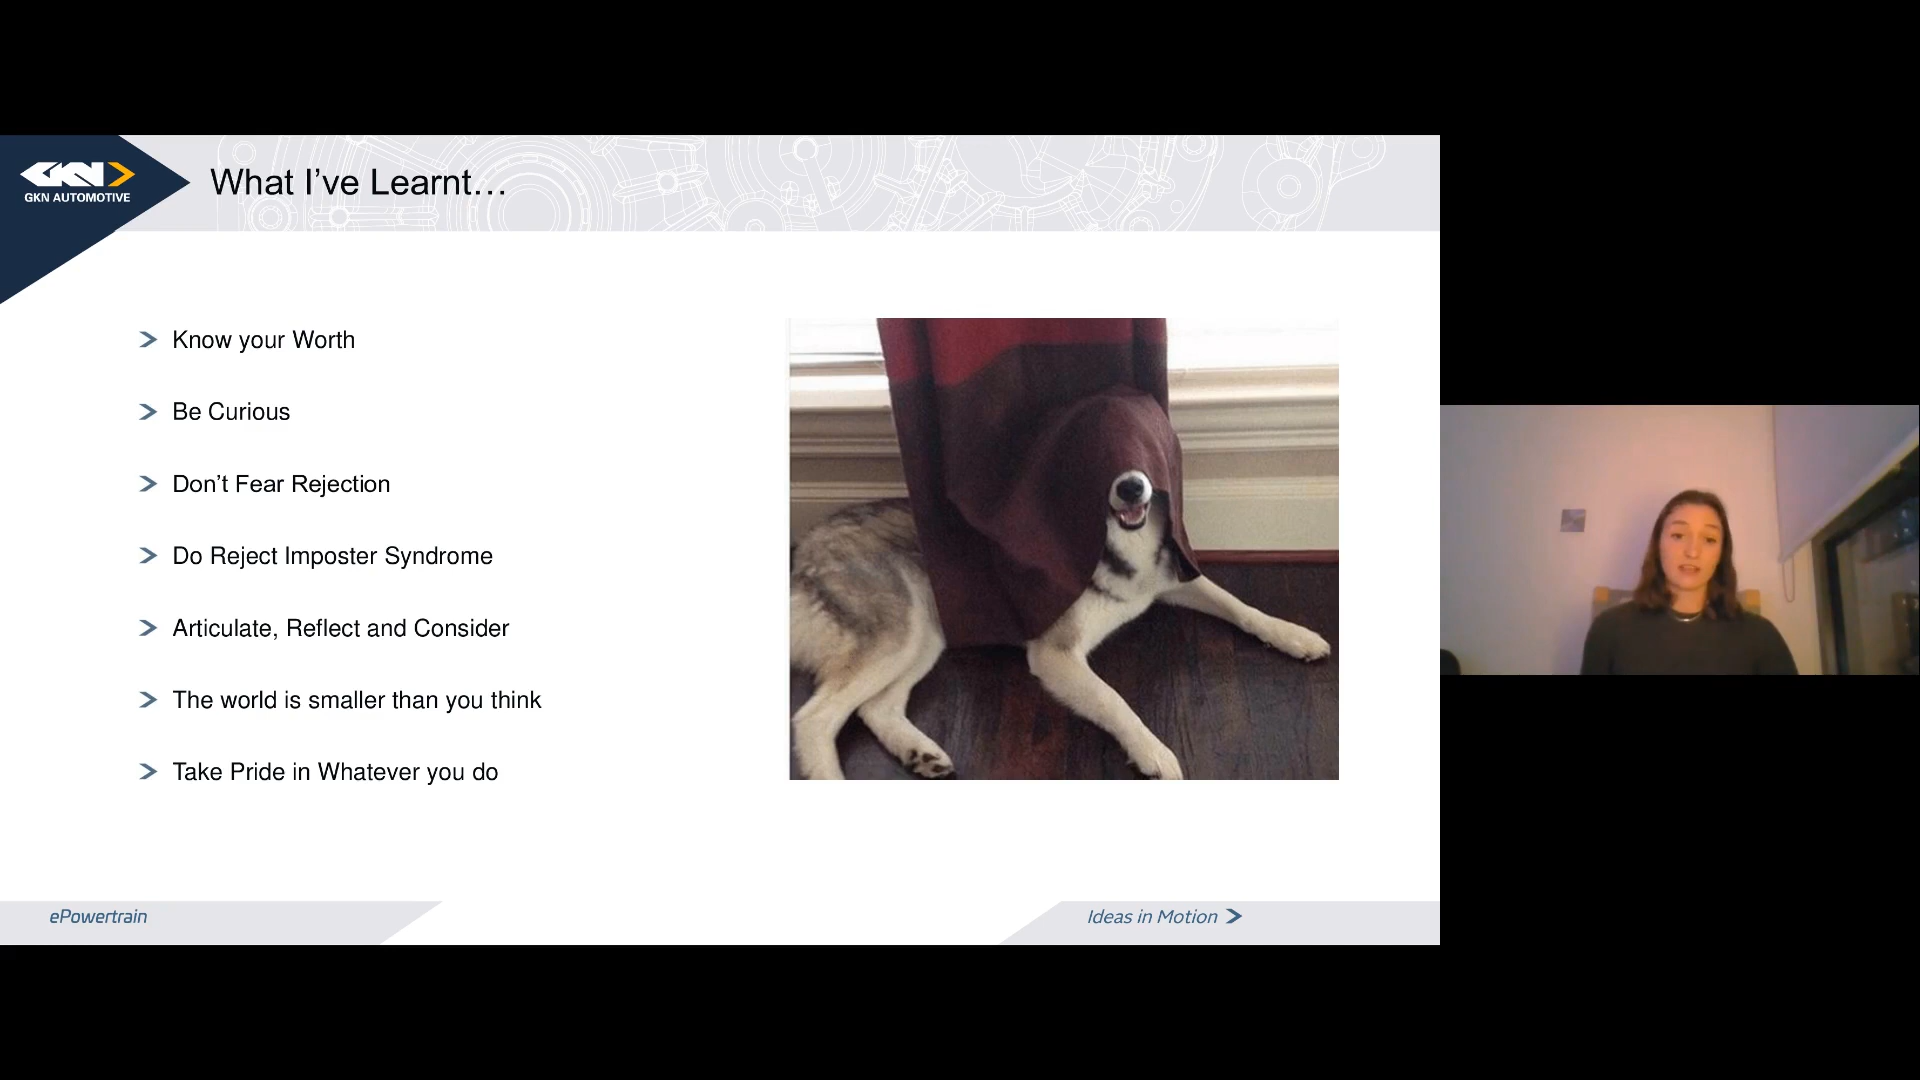 GKN
GKN AUTOMOTIVE
What I’ve Learnt…
Know your Worth
Be Curious
Don’t Fear Rejection
Do Reject Imposter Syndrome
Articulate, Reflect and Consider
The world is smaller than you think
Take Pride in Whatever you do
ePowertrain
Ideas in Motion